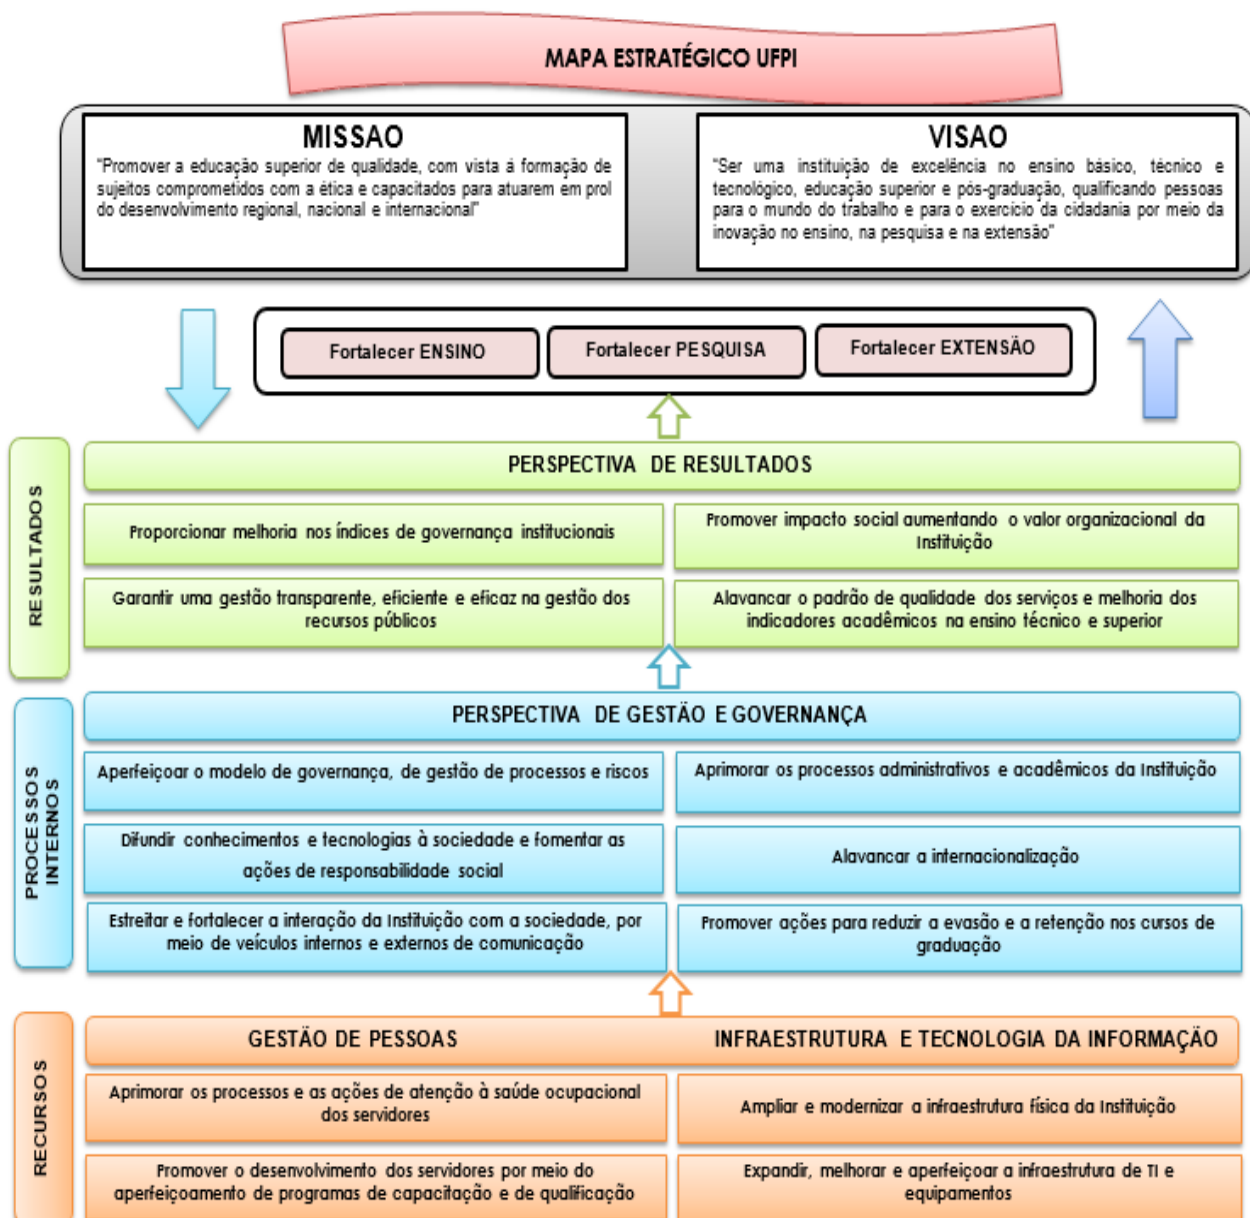 MAPA ESTRATÉGICO UFPI
MISSAO
"Promover a educação superior de qualidade, com vista á formação de
sujeitos comprometidos com a ética e capacitados para atuarem em prol
do desenvolvimento regional, nacional e internacional"
VISAO
"Ser uma instituição de excelência no ensino básico, técnico e
tecnológico, educação superior e pós-graduação, qualificando pessoas
para o mundo do trabalho e para o exercício da cidadania por meio da
inovação no ensino, na pesquisa e na extensão"
Fortalecer ENSINO
Fortalecer PESQUISA
Fortalecer EXTENSÃO
RESULTADOS
PERSPECTIVA DE RESULTADOS
Proporcionar melhoria nos índices de governança institucionais
Promover impacto social aumentando o valor organizacional da
Instituição
Garantir uma gestão transparente, eficiente e eficaz na gestão dos
recursos públicos
Alavancar o padrão de qualidade dos serviços e melhoria dos
indicadores acadêmicos na ensino técnico e superior
PROCESSOS
INTERNOS
PERSPECTIVA DE GESTÃO E GOVERNANÇA
Aperfeiçoar o modelo de governança, de gestão de processos e riscos
Aprimorar os processos administrativos e acadêmicos da Instituição
Difundir conhecimentos e tecnologias à sociedade e fomentar as
ações de responsabilidade social
Alavancar a internacionalização
Estreitar e fortalecer a interação da Instituição com a sociedade, por
meio de veículos internos e externos de comunicação
Promover ações para reduzir a evasão e a retenção nos cursos de
graduação
RECURSOS
GESTÃO DE PESSOAS
INFRAESTRUTURA E TECNOLOGIA DA INFORMAÇÃO
Aprimorar os processos e as ações de atenção à saúde ocupacional
dos servidores
Ampliar e modernizar a infraestrutura física da Instituição
Promover o desenvolvimento dos servidores por meio do
aperfeiçoamento de programas de capacitação e de qualificação
Expandir, melhorar e aperfeiçoar a infraestrutura de TI e
equipamentos